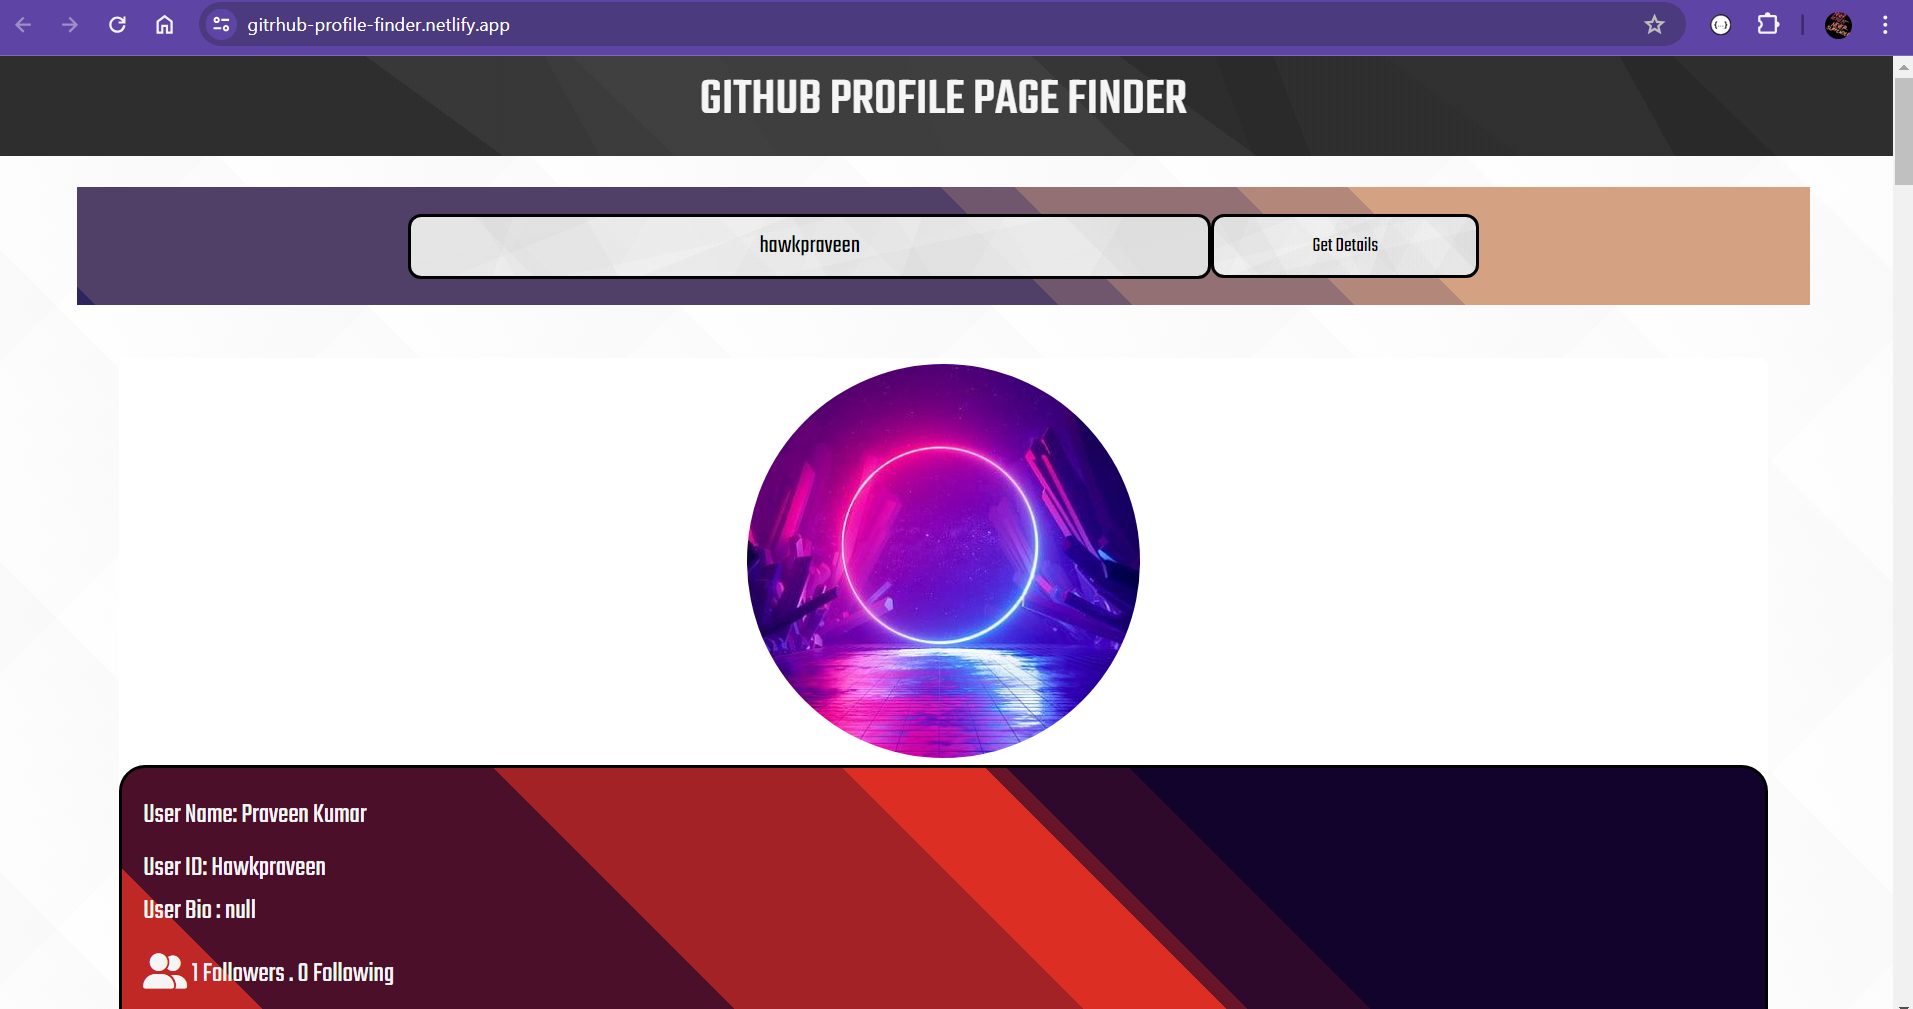 gitrhub-profile-finder.netlify.app
GITHUB PROFILE PAGE FINDER
hawkpraveen
Get Details
User Name: Praveen Kumar
User ID: Hawkpraveen
User Bio : null
1 Followers . 0 Following